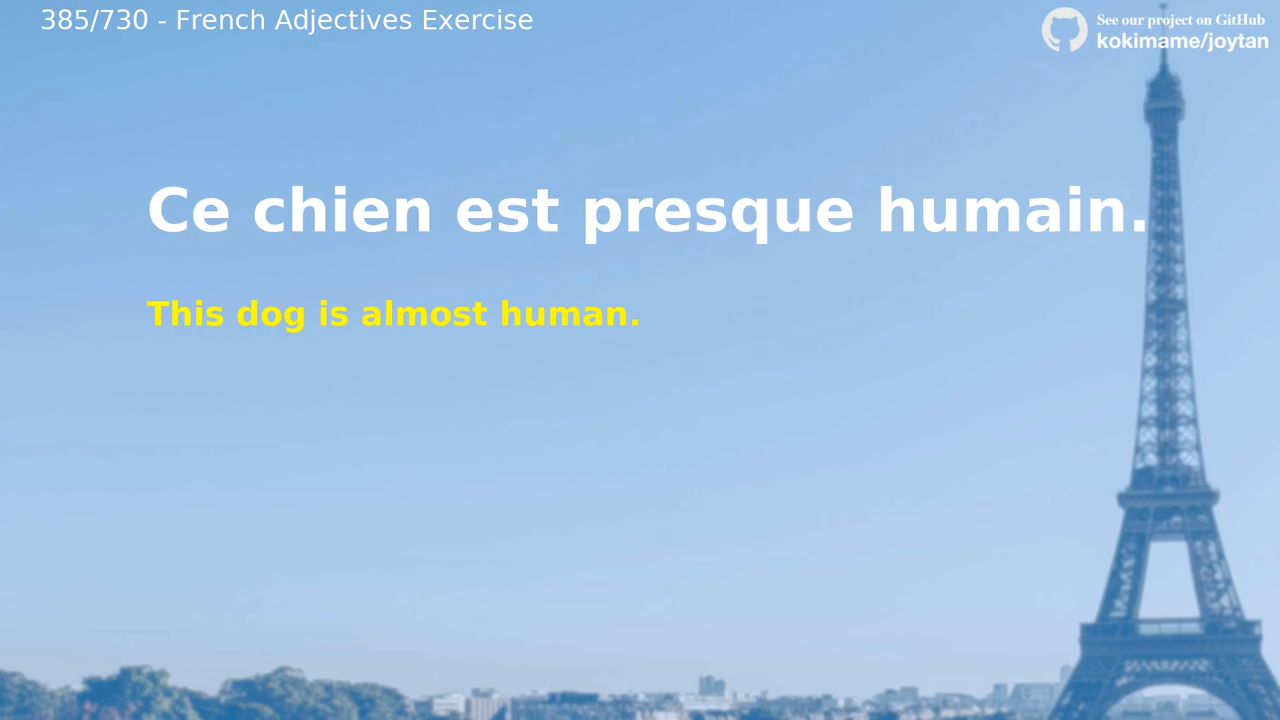 385/730 - French Adjectives Exercise
See our project on GitHub
kokimame/joytan
Ce chien est presque humain.
This dog is almost human.